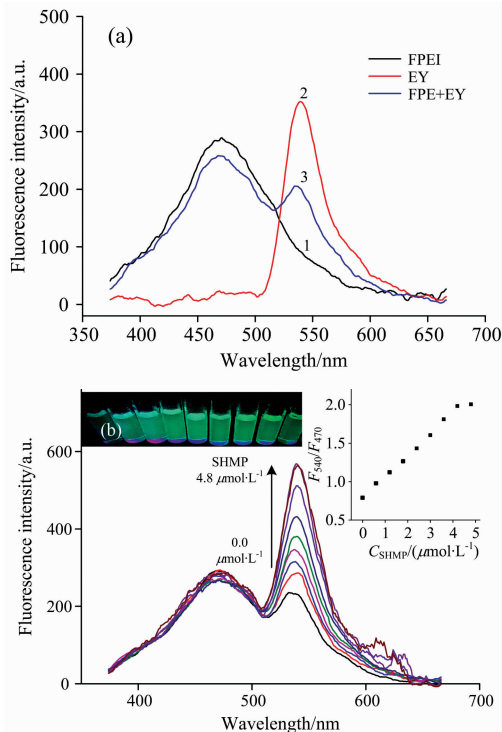 (a)
FPEI
EY
FPE+EY
2
3
1
Fluorescence intensity/a.u.
500
400
300
200
100
0
350 400 450 500 550 600 650 700
Wavelength/nm
(b)
SHMP
4.8 μmol·L-1
0.0
μmol·L-1
Fluorescence intensity/a.u.
600
400
200
0
400 500 600 700
Wavelength/nm
F540/F470
2.0
1.5
1.0
0.5
0 1 2 3 4 5
CSHMP/(μmol·L-1)